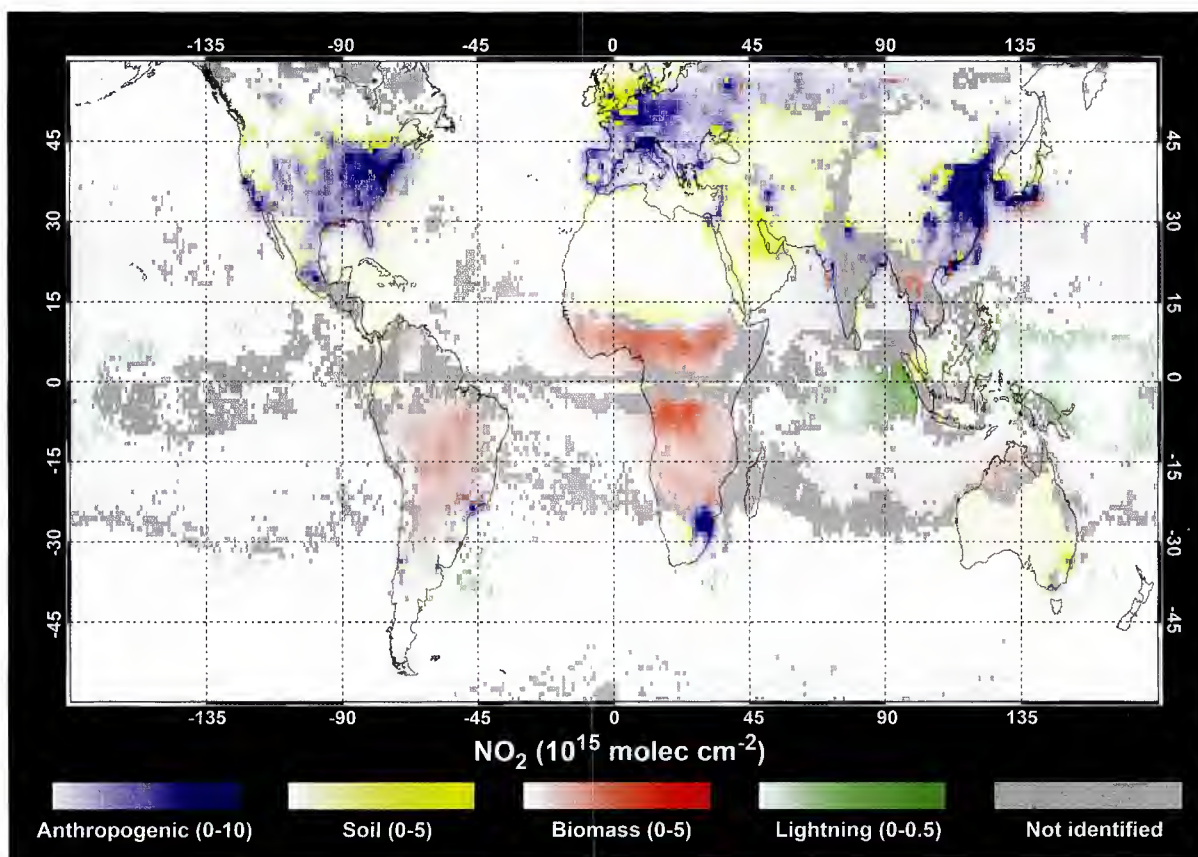 -135 -90 -45 0 45 90 135
45 45
30 30
15 15
0 0
-15 -15
-30 -30
-45 -45
-135 -90 -45 0 45 90 135
NO₂ (10¹⁵ molec cm⁻²)
Anthropogenic (0-10) Soil (0-5) Biomass (0-5) Lightning (0-0.5) Not identified